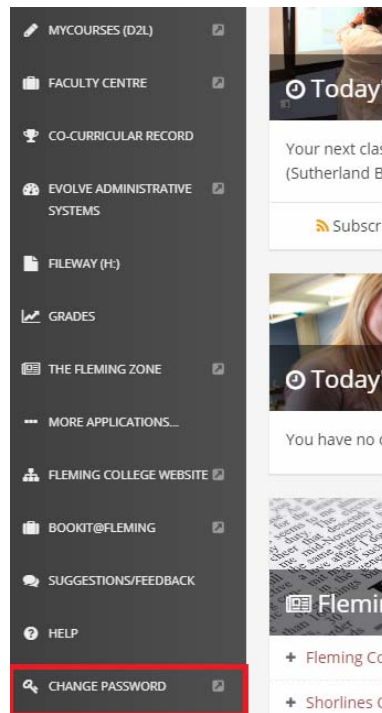 MYCOURSES (D2L)
FACULTY CENTRE
CO-CURRICULAR RECORD
EVOLVE ADMINISTRATIVE
SYSTEMS
FILEWAY (H:)
GRADES
THE FLEMING ZONE
MORE APPLICATIONS...
FLEMING COLLEGE WEBSITE
BOOKIT@FLEMING
SUGGESTIONS/FEEDBACK
HELP
CHANGE PASSWORD
Today'
Your next clas
(Sutherland B
Subscr
Today'
You have no
Flemi
+ Fleming Co
+ Shorlines